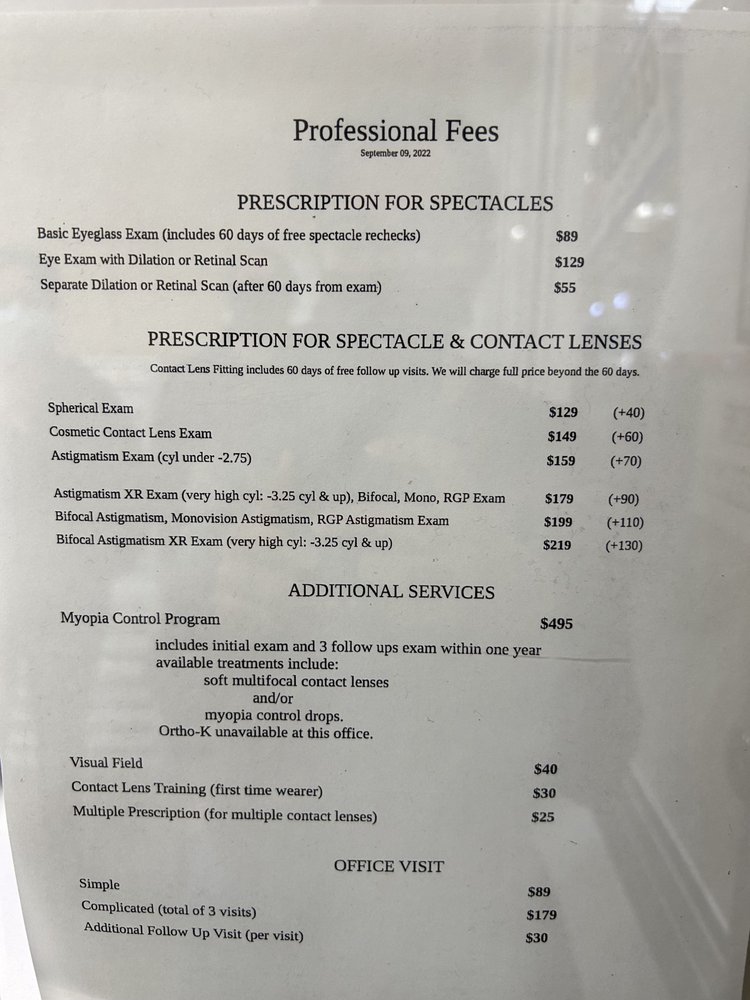 Professional Fees
September 09, 2022
PRESCRIPTION FOR SPECTACLES
Basic Eyeglass Exam (includes 60 days of free spectacle rechecks) $89
Eye Exam with Dilation or Retinal Scan $129
Separate Dilation or Retinal Scan (after 60 days from exam) $55
PRESCRIPTION FOR SPECTACLE & CONTACT LENSES
Contact Lens Fitting includes 60 days of free follow up visits. We will charge full price beyond the 60 days.
Spherical Exam $129 (+40)
Cosmetic Contact Lens Exam $149 (+60)
Astigmatism Exam (cyl under -2.75) $159 (+70)
Astigmatism XR Exam (very high cyl: -3.25 cyl & up), Bifocal, Mono, RGP Exam $179 (+90)
Bifocal Astigmatism, Monovision Astigmatism, RGP Astigmatism Exam $199 (+110)
Bifocal Astigmatism XR Exam (very high cyl: -3.25 cyl & up) $219 (+130)
ADDITIONAL SERVICES
Myopia Control Program $495
includes initial exam and 3 follow ups exam within one year
available treatments include:
soft multifocal contact lenses
and/or
myopia control drops.
Ortho-K unavailable at this office.
Visual Field $40
Contact Lens Training (first time wearer) $30
Multiple Prescription (for multiple contact lenses) $25
OFFICE VISIT
Simple $89
Complicated (total of 3 visits) $179
Additional Follow Up Visit (per visit) $30